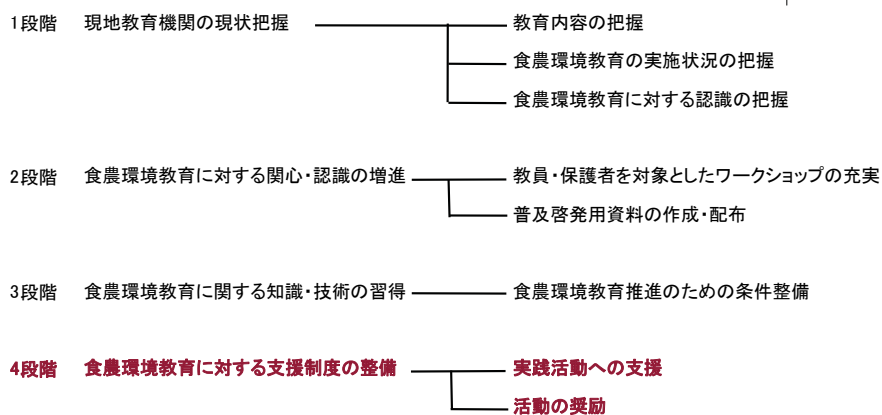 1段階 現地教育機関の現状把握 教育内容の把握
食農環境教育の実施状況の把握
食農環境教育に対する認識の把握
2段階 食農環境教育に対する関心・認識の増進 教員・保護者を対象としたワークショップの充実
普及啓発用資料の作成・配布
3段階 食農環境教育に関する知識・技術の習得 食農環境教育推進のための条件整備
4段階 食農環境教育に対する支援制度の整備 実践活動への支援
活動の奨励